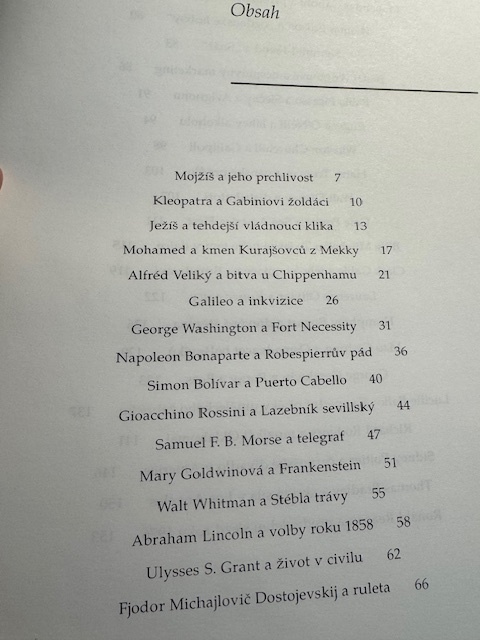 Obsah
Mojžíš a jeho prchlivost 7
Kleopatra a Gabiniovi žoldáci 10
Ježíš a tehdejší vládnoucí klika 13
Mohamed a kmen Kurajšovců z Mekky 17
Alfréd Veliký a bitva u Chippenhamu 21
Galileo a inkvizice 26
George Washington a Fort Necessity 31
Napoleon Bonaparte a Robespierrův pád 36
Simon Bolívar a Puerto Cabello 40
Gioacchino Rossini a Lazebník sevillský 44
Samuel F. B. Morse a telegraf 47
Mary Goldwinová a Frankenstein 51
Walt Whitman a Stébla trávy 55
Abraham Lincoln a volby roku 1858 58
Ulysses S. Grant a život v civilu 62
Fjodor Michajlovič Dostojevskij a ruleta 66